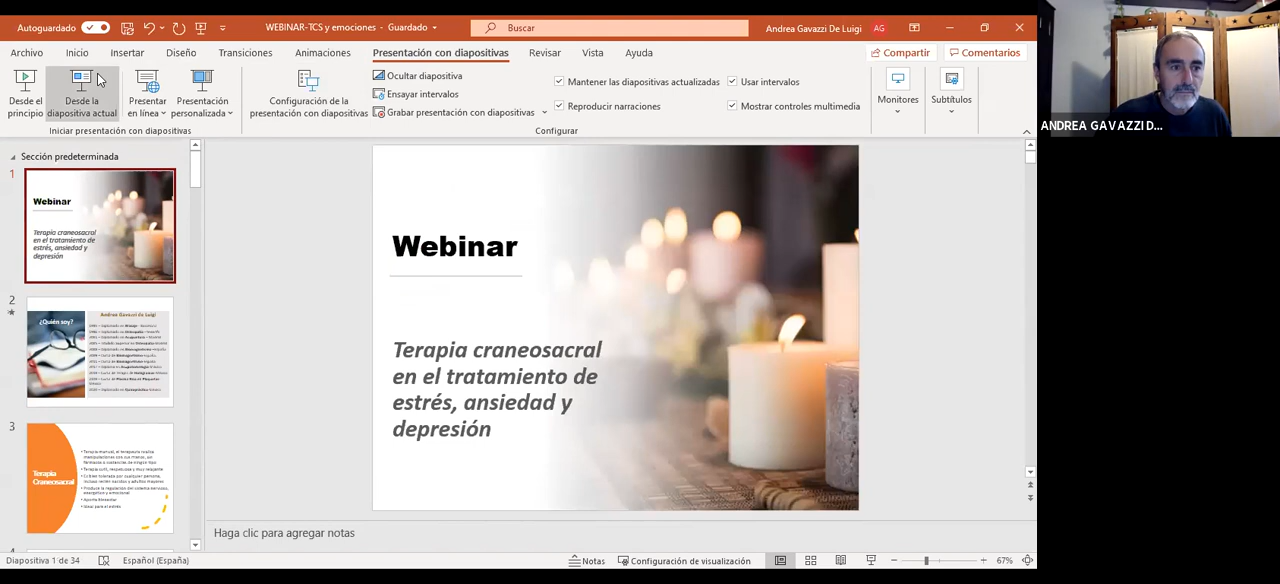 Autoguardado
WEBINAR-TCS y emociones - Guardado
Buscar
Andrea Gavazzi De Luigi
AG
Archivo
Inicio
Insertar
Diseño
Transiciones
Animaciones
Presentación con diapositivas
Revisar
Vista
Ayuda
Compartir
Comentarios
Desde el principio
Desde la diapositiva actual
Presentar en línea
Presentación personalizada
Iniciar presentación con diapositivas
Configuración de la presentación con diapositivas
Ocultar diapositiva
Ensayar intervalos
Grabar presentación con diapositivas
Mantener las diapositivas actualizadas
Reproducir narraciones
Usar intervalos
Mostrar controles multimedia
Configurar
Monitores
Subtítulos
ANDREA GAVAZZI D...
Sección predeterminada
1
Webinar
Terapia craneosacral
en el tratamiento de
estrés, ansiedad y
depresión
2
¿Quién soy?
Andrea Gavazzi de Luigi
3
Terapia
Craneosacral
Webinar
Terapia craneosacral
en el tratamiento de
estrés, ansiedad y
depresión
Haga clic para agregar notas
Diapositiva 1 de 34
Español (España)
Notas
Configuración de visualización
67%